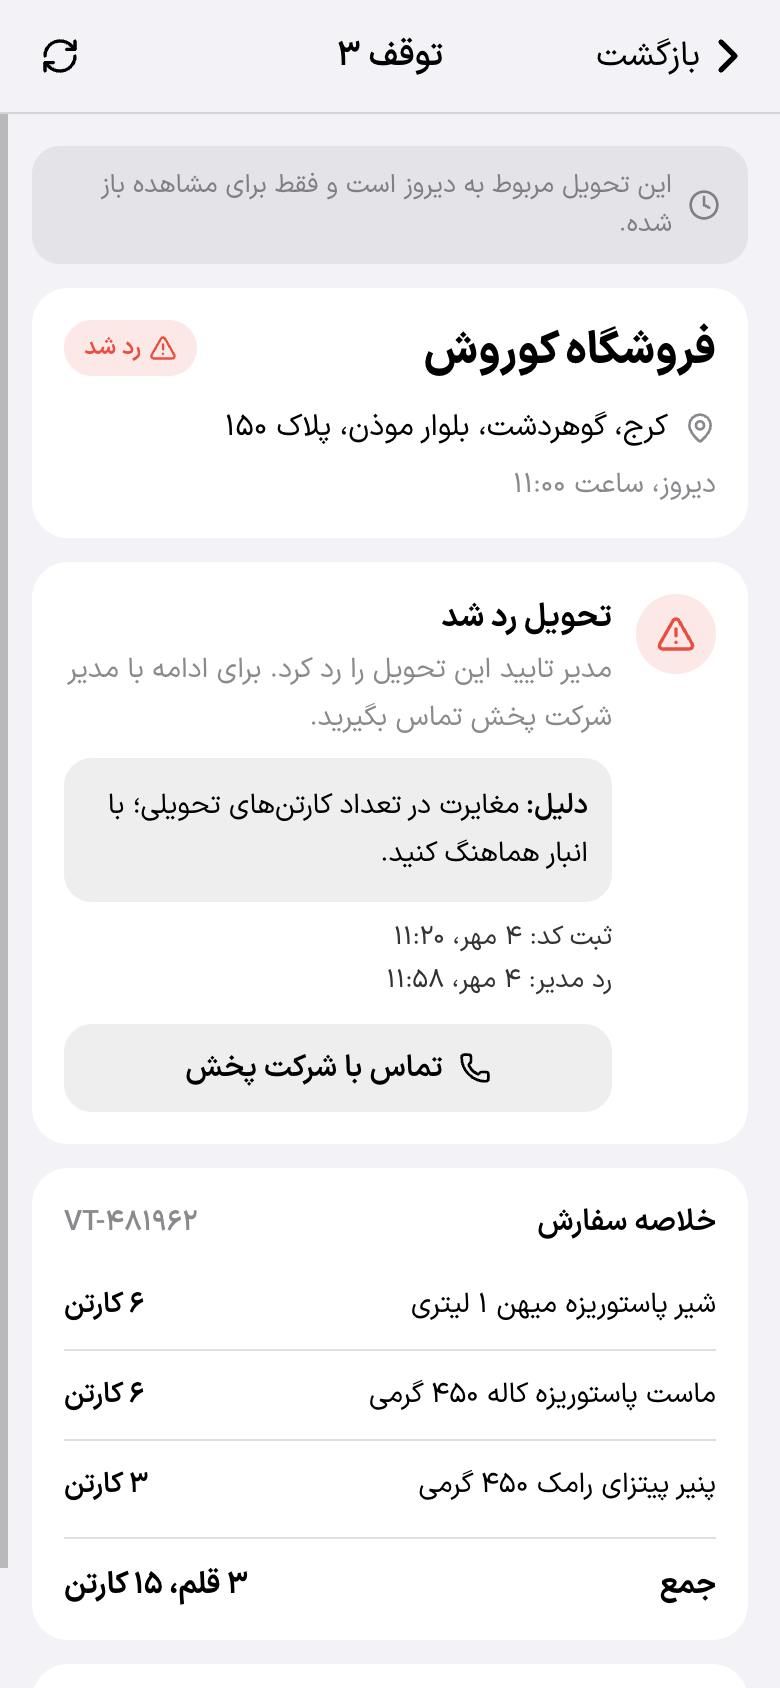 بازگشت
توقف ۳
این تحویل مربوط به دیروز است و فقط برای مشاهده باز
شده.
فروشگاه کوروش
رد شد
کرج، گوهردشت، بلوار موذن، پلاک ۱۵۰
دیروز، ساعت ۱۱:۰۰
تحویل رد شد
مدیر تایید این تحویل را رد کرد. برای ادامه با مدیر
شرکت پخش تماس بگیرید.
دلیل: مغایرت در تعداد کارتن‌های تحویلی؛ با
انبار هماهنگ کنید.
ثبت کد: ۴ مهر، ۱۱:۲۰
رد مدیر: ۴ مهر، ۱۱:۵۸
تماس با شرکت پخش
خلاصه سفارش
VT-۴۸۱۹۶۲
شیر پاستوریزه میهن ۱ لیتری
۶ کارتن
ماست پاستوریزه کاله ۴۵۰ گرمی
۶ کارتن
پنیر پیتزای رامک ۴۵۰ گرمی
۳ کارتن
جمع
۳ قلم، ۱۵ کارتن